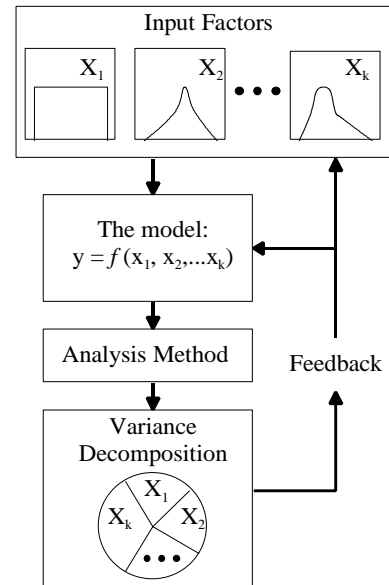 Input Factors
X₁
X₂
•••
Xₖ
The model:
y = f (x₁, x₂,...xₖ)
Analysis Method
Feedback
Variance
Decomposition
X₁
Xₖ
X₂
•••